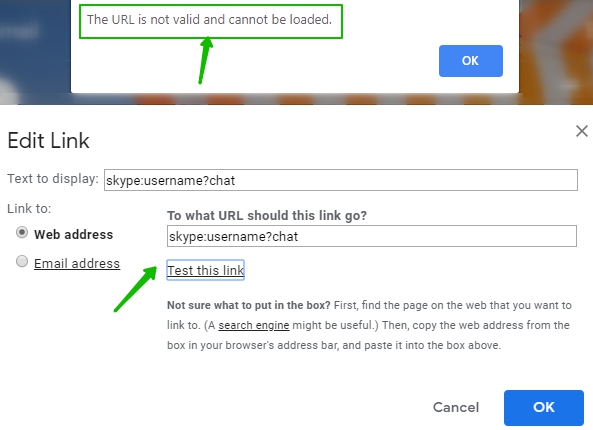 The URL is not valid and cannot be loaded.
OK
Edit Link
Text to display: skype:username?chat
Link to:
To what URL should this link go?
Web address
skype:username?chat
Email address
Test this link
Not sure what to put in the box? First, find the page on the web that you want to
link to. (A search engine might be useful.) Then, copy the web address from the
box in your browser's address bar, and paste it into the box above.
Cancel
OK